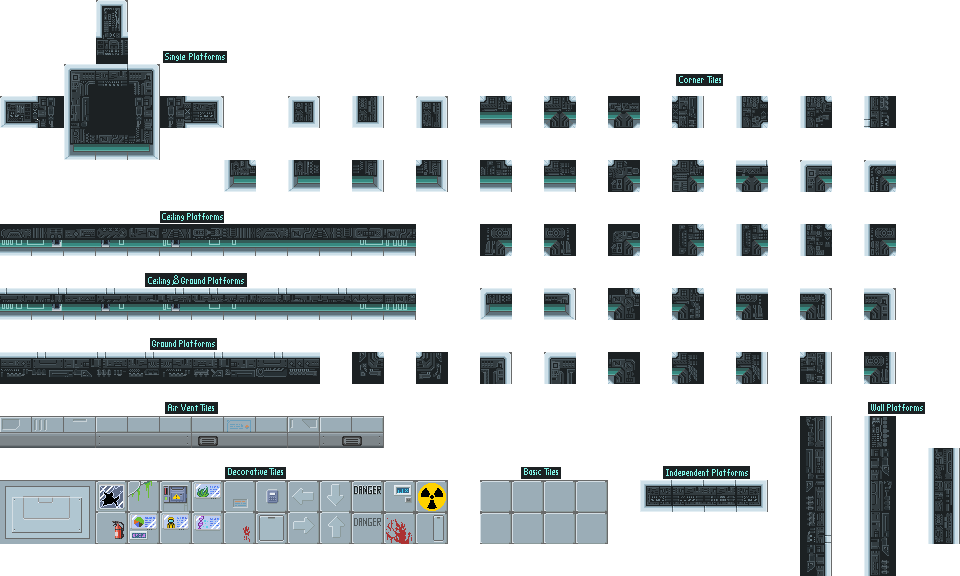 Single Platforms
Corner Tiles
Ceiling Platforms
Ceiling & Ground Platforms
Ground Platforms
Air Vent Tiles
Wall Platforms
Decorative Tiles
Basic Tiles
Independent Platforms
DANGER
DANGER